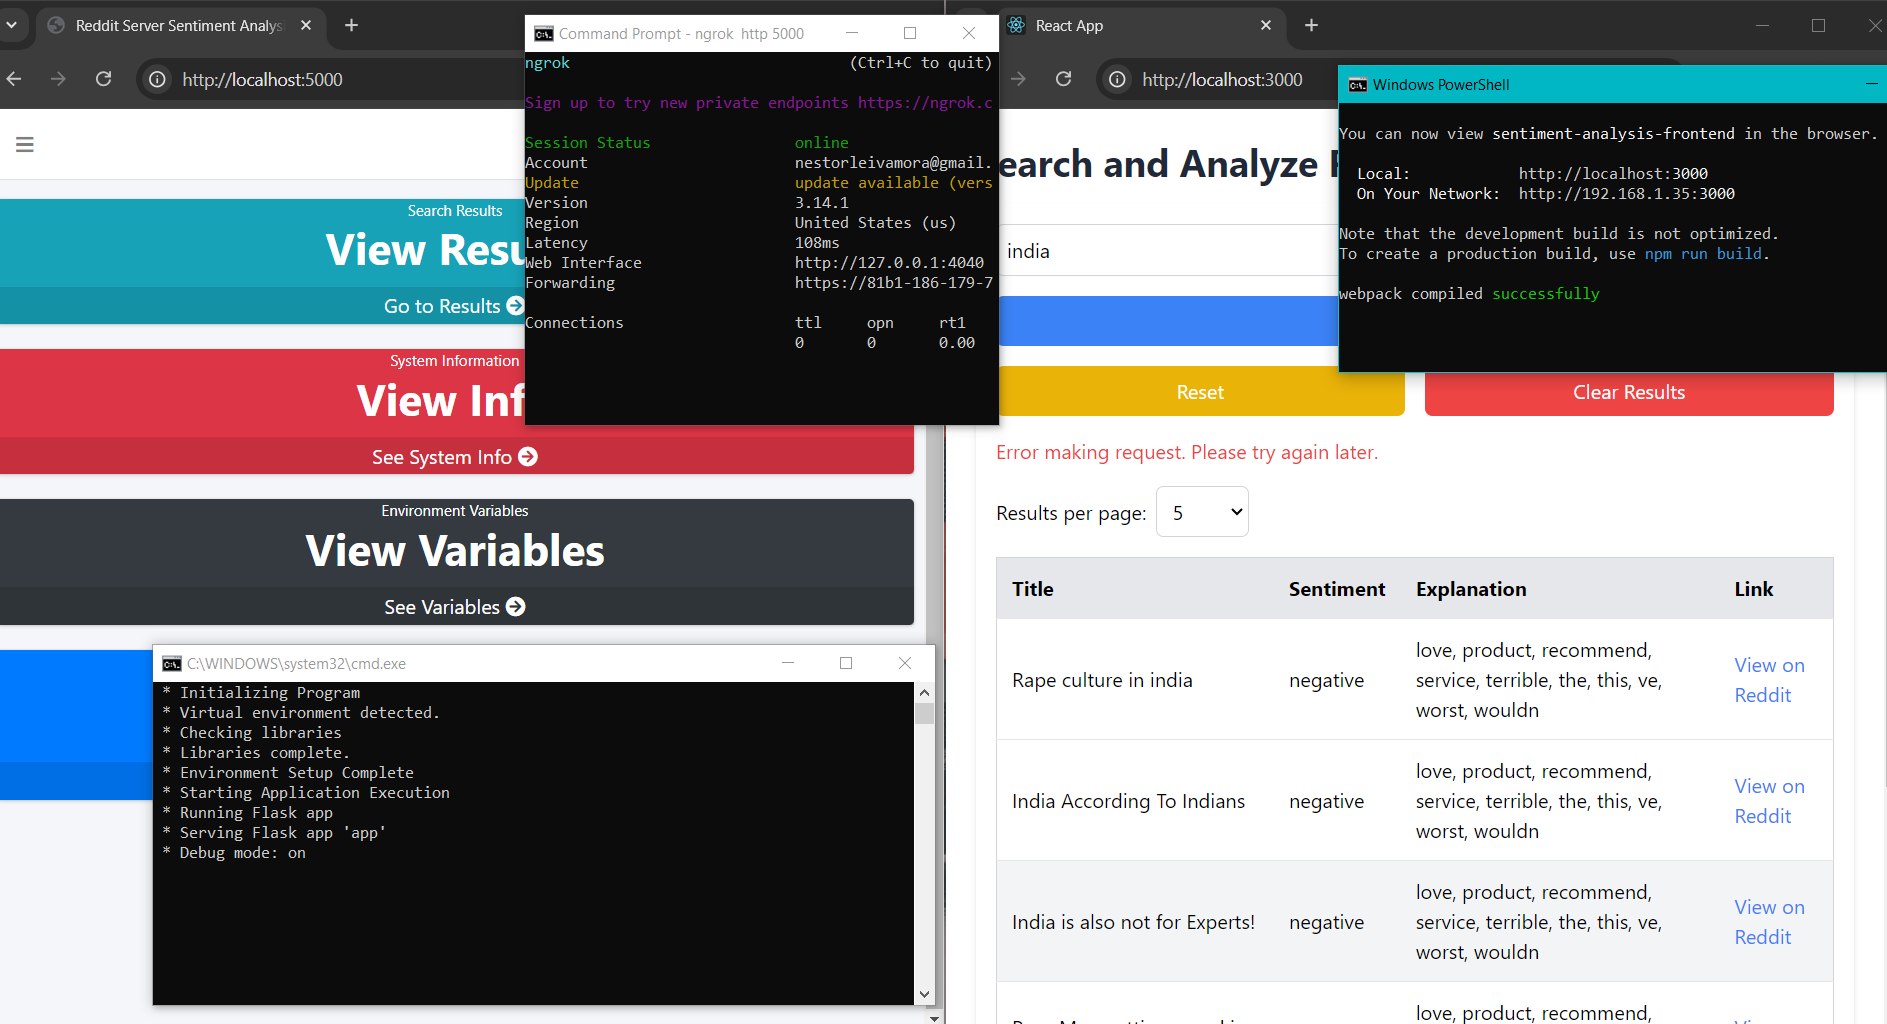 Reddit Server Sentiment Analys
http://localhost:5000
Search Results
View Resu
Go to Results
System Information
View Inf
See System Info
Environment Variables
View Variables
See Variables
Command Prompt - ngrok  http 5000
ngrok (Ctrl+C to quit)
Sign up to try new private endpoints https://ngrok.c
Session Status online
Account nestorleivamora@gmail.
Update update available (vers
Version 3.14.1
Region United States (us)
Latency 108ms
Web Interface http://127.0.0.1:4040
Forwarding https://81b1-186-179-7
Connections ttl opn rt1
0 0 0.00
C:\WINDOWS\system32\cmd.exe
* Initializing Program
* Virtual environment detected.
* Checking libraries
* Libraries complete.
* Environment Setup Complete
* Starting Application Execution
* Running Flask app
* Serving Flask app 'app'
* Debug mode: on
React App
http://localhost:3000
earch and Analyze
india
Windows PowerShell
You can now view sentiment-analysis-frontend in the browser.
Local: http://localhost:3000
On Your Network: http://192.168.1.35:3000
Note that the development build is not optimized.
To create a production build, use npm run build.
webpack compiled successfully
Reset
Clear Results
Error making request. Please try again later.
Results per page: 5
Title Sentiment Explanation Link
Rape culture in india negative love, product, recommend,
service, terrible, the, this, ve,
worst, wouldn
View on
Reddit
India According To Indians negative love, product, recommend,
service, terrible, the, this, ve,
worst, wouldn
View on
Reddit
India is also not for Experts! negative love, product, recommend,
service, terrible, the, this, ve,
worst, wouldn
View on
Reddit
love, product, recommend,